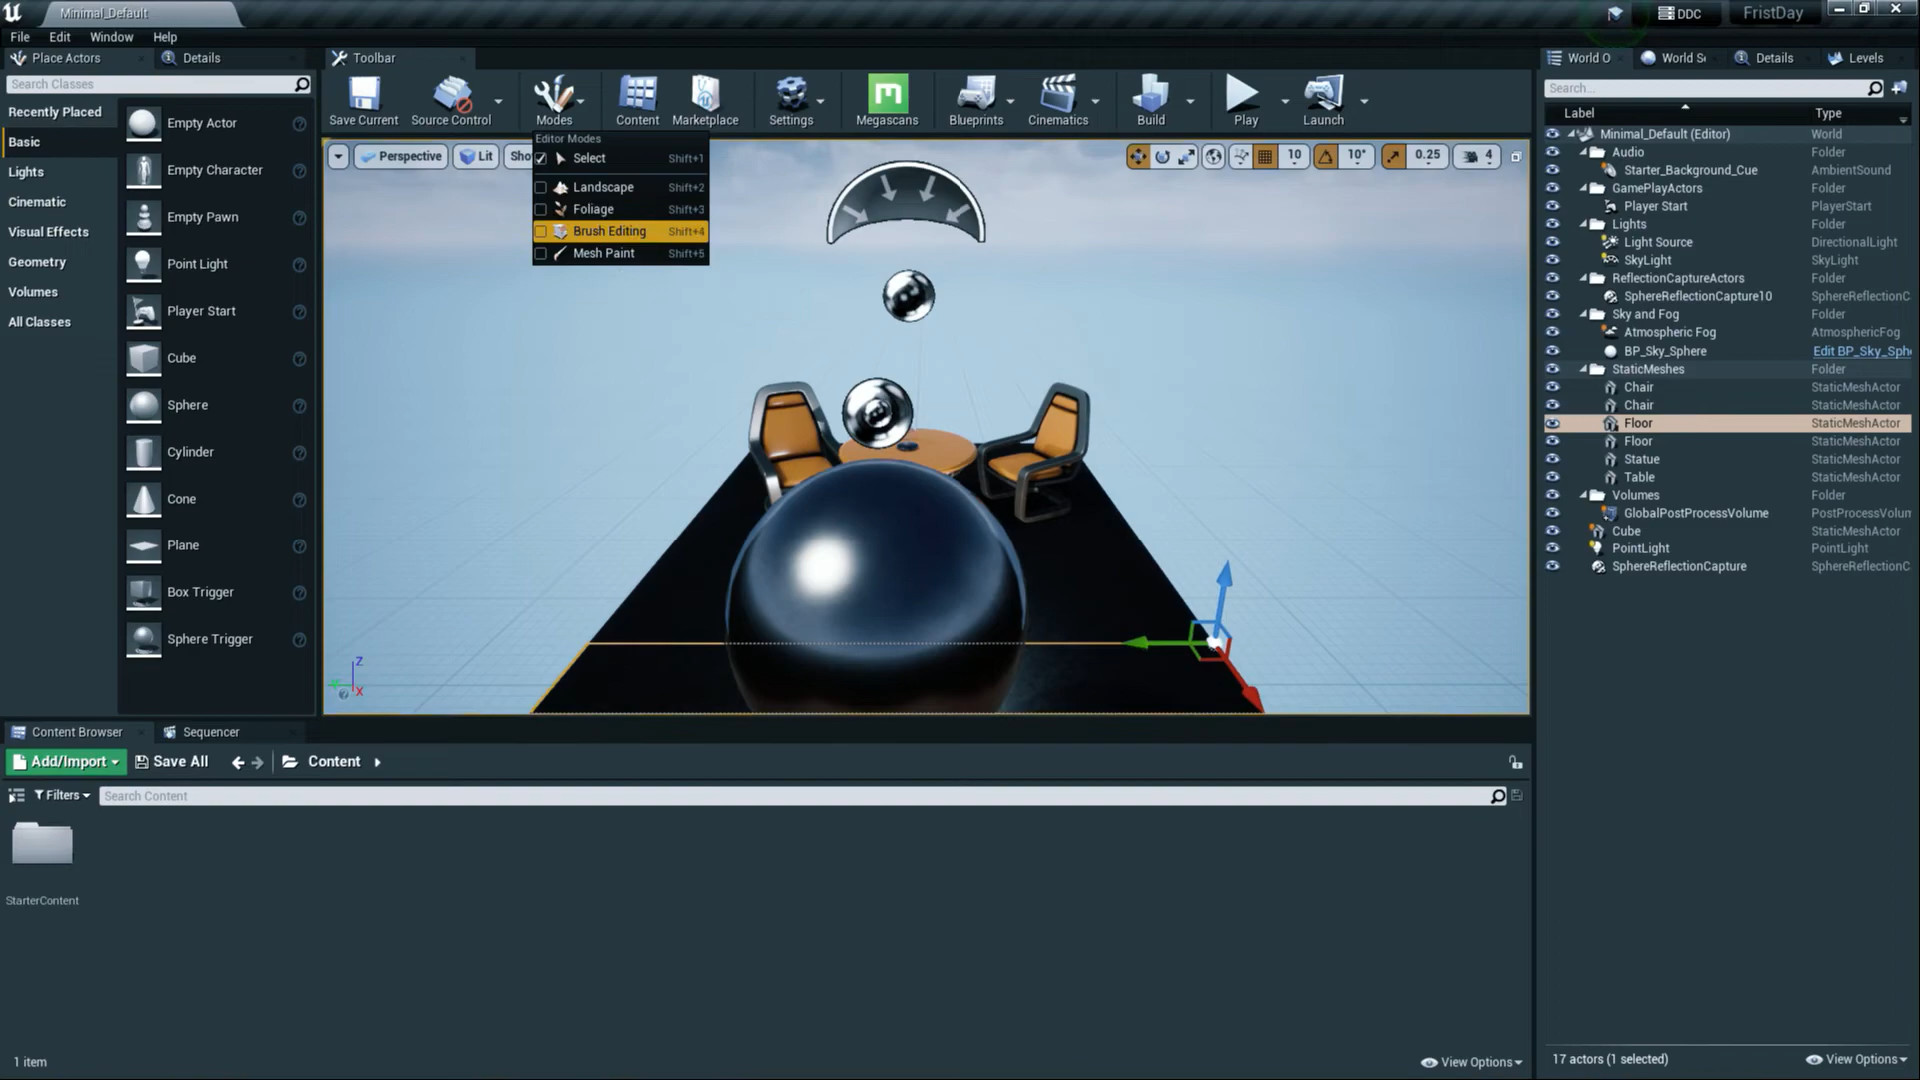 Minimal_Default
DDC
FristDay
File Edit Window Help
Place Actors
Details
Search Classes
Recently Placed
Basic
Lights
Cinematic
Visual Effects
Geometry
Volumes
All Classes
Empty Actor
Empty Character
Empty Pawn
Point Light
Player Start
Cube
Sphere
Cylinder
Cone
Plane
Box Trigger
Sphere Trigger
Toolbar
Save Current
Source Control
Modes
Content
Marketplace
Settings
Megascans
Blueprints
Cinematics
Build
Play
Launch
Perspective
Lit
Sho
10
10°
0.25
4
Editor Modes
Select Shift+1
Landscape Shift+2
Foliage Shift+3
Brush Editing Shift+4
Mesh Paint Shift+5
Z
X
World O
World Se
Details
Levels
Search...
Label Type
Minimal_Default (Editor) World
Audio Folder
Starter_Background_Cue AmbientSound
GamePlayActors Folder
Player Start PlayerStart
Lights Folder
Light Source DirectionalLight
SkyLight SkyLight
ReflectionCaptureActors Folder
SphereReflectionCapture10 SphereReflectionC
Sky and Fog Folder
Atmospheric Fog AtmosphericFog
BP_Sky_Sphere Edit BP_Sky_Sph
StaticMeshes Folder
Chair StaticMeshActor
Chair StaticMeshActor
Floor StaticMeshActor
Floor StaticMeshActor
Statue StaticMeshActor
Table StaticMeshActor
Volumes Folder
GlobalPostProcessVolume PostProcessVolum
Cube StaticMeshActor
PointLight PointLight
SphereReflectionCapture SphereReflectionC
17 actors (1 selected)
View Options
Content Browser
Sequencer
Add/Import
Save All
Content
Filters
Search Content
StarterContent
1 item
View Options